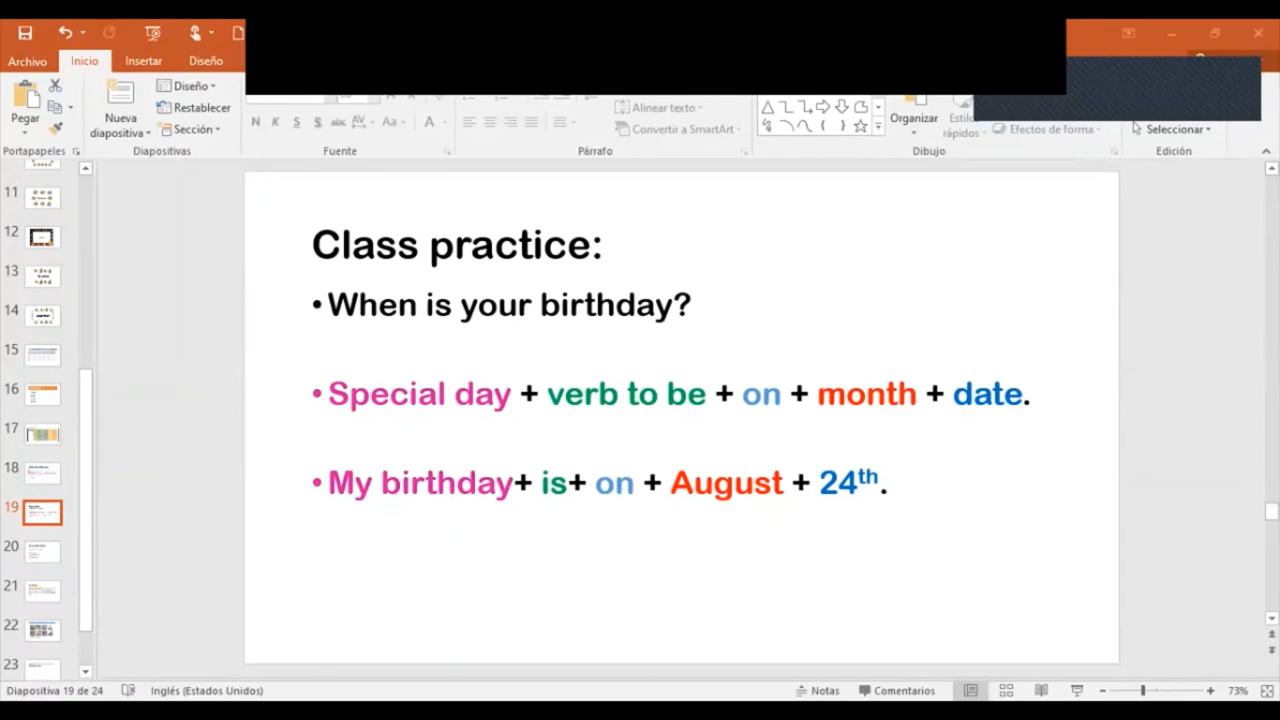 Archivo Inicio Insertar Diseño
Pegar
Nueva
diapositiva
Diseño
Restablecer
Sección
N K S S abc AV Aa A
Alinear texto
Convertir a SmartArt
Organizar
rápidos
Efectos de forma
Seleccionar
Portapapeles Diapositivas Fuente Párrafo Dibujo Edición
11
12
13
14
15
16
17
18
19
20
21
22
23
Class practice:
• When is your birthday?
• Special day + verb to be + on + month + date.
• My birthday+ is+ on + August + 24th.
Diapositiva 19 de 24 Inglés (Estados Unidos) Notas Comentarios 73%